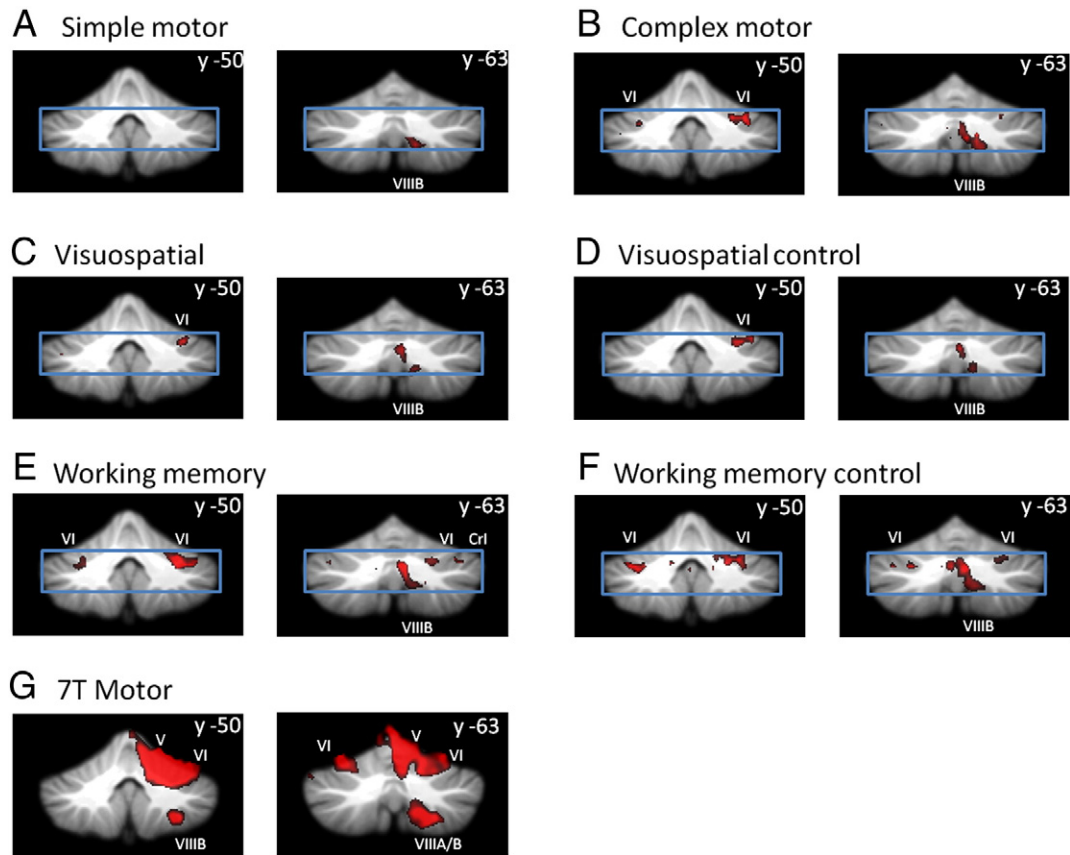 A Simple motor
y -50
y -63
VIIIB
B Complex motor
y -50
VI VI
y -63
VIIIB
C Visuospatial
y -50
VI
y -63
VIIIB
D Visuospatial control
y -50
VI
y -63
VIIIB
E Working memory
y -50
VI VI
y -63
VI CrI
VIIIB
F Working memory control
y -50
VI VI
y -63
VI VI
VIIIB
G 7T Motor
y -50
V
VI
VIIIB
y -63
VI V VI
VIIIA/B